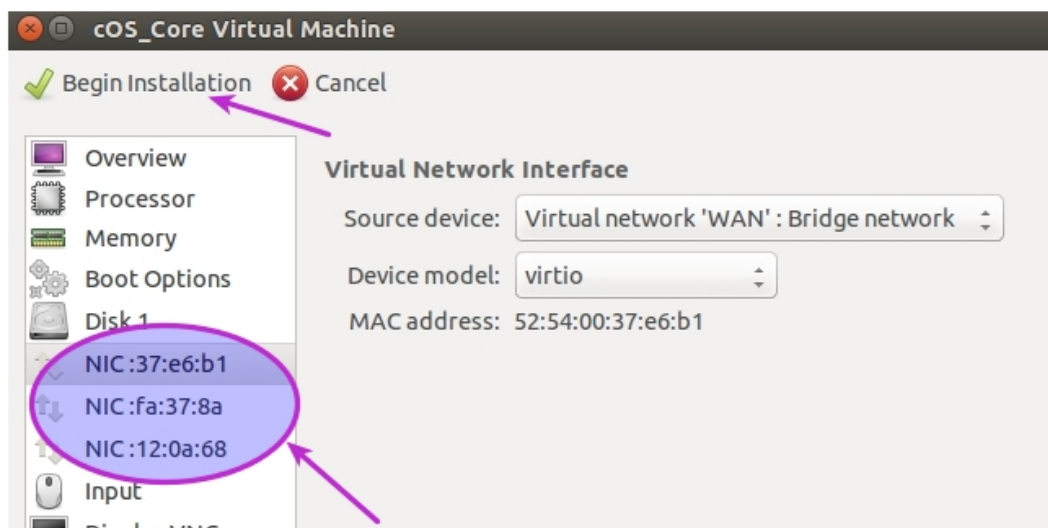 cOS_Core Virtual Machine
Begin Installation Cancel
Overview
Processor
Memory
Boot Options
Disk 1
NIC :37:e6:b1
NIC :fa:37:8a
NIC :12:0a:68
Input
Virtual Network Interface
Source device: Virtual network 'WAN' : Bridge network
Device model: virtio
MAC address: 52:54:00:37:e6:b1